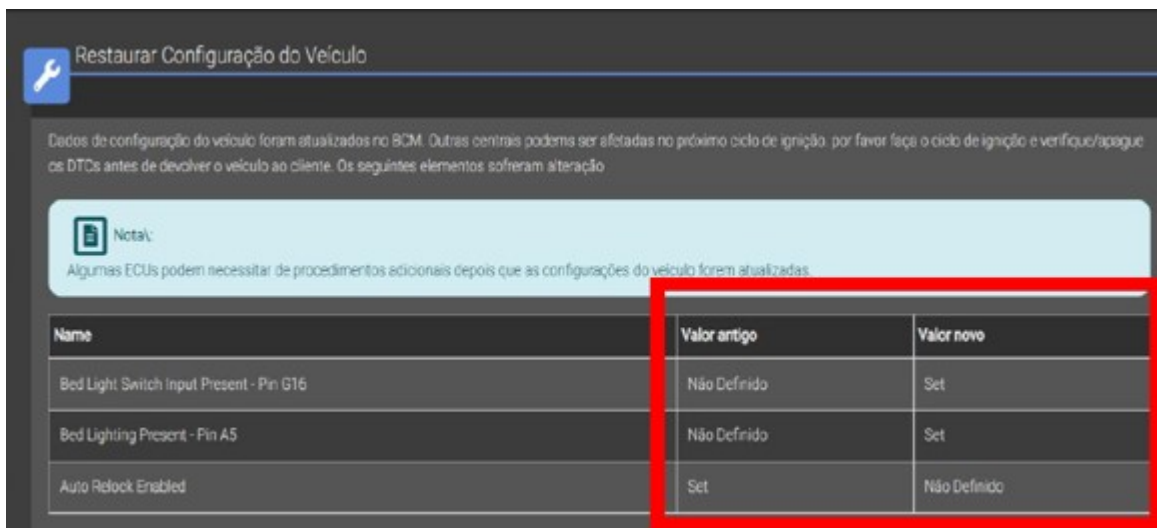 Restaurar Configuração do Veículo
Dados de configuração do veículo foram atualizados no BCM. Outras centrais podems ser afetadas no próximo ciclo de ignição. por favor faça o ciclo de ignição e verifique/apague
os DTCs antes de devolver o veículo ao cliente. Os seguintes elementos sofreram alteração
Nota\:
Algumas ECUs podem necessitar de procedimentos adicionais depois que as configurações do veículo forem atualizadas.
Name Valor antigo Valor novo
Bed Light Switch Input Present - Pin G16 Não Definido Set
Bed Lighting Present - Pin A5 Não Definido Set
Auto Relock Enabled Set Não Definido